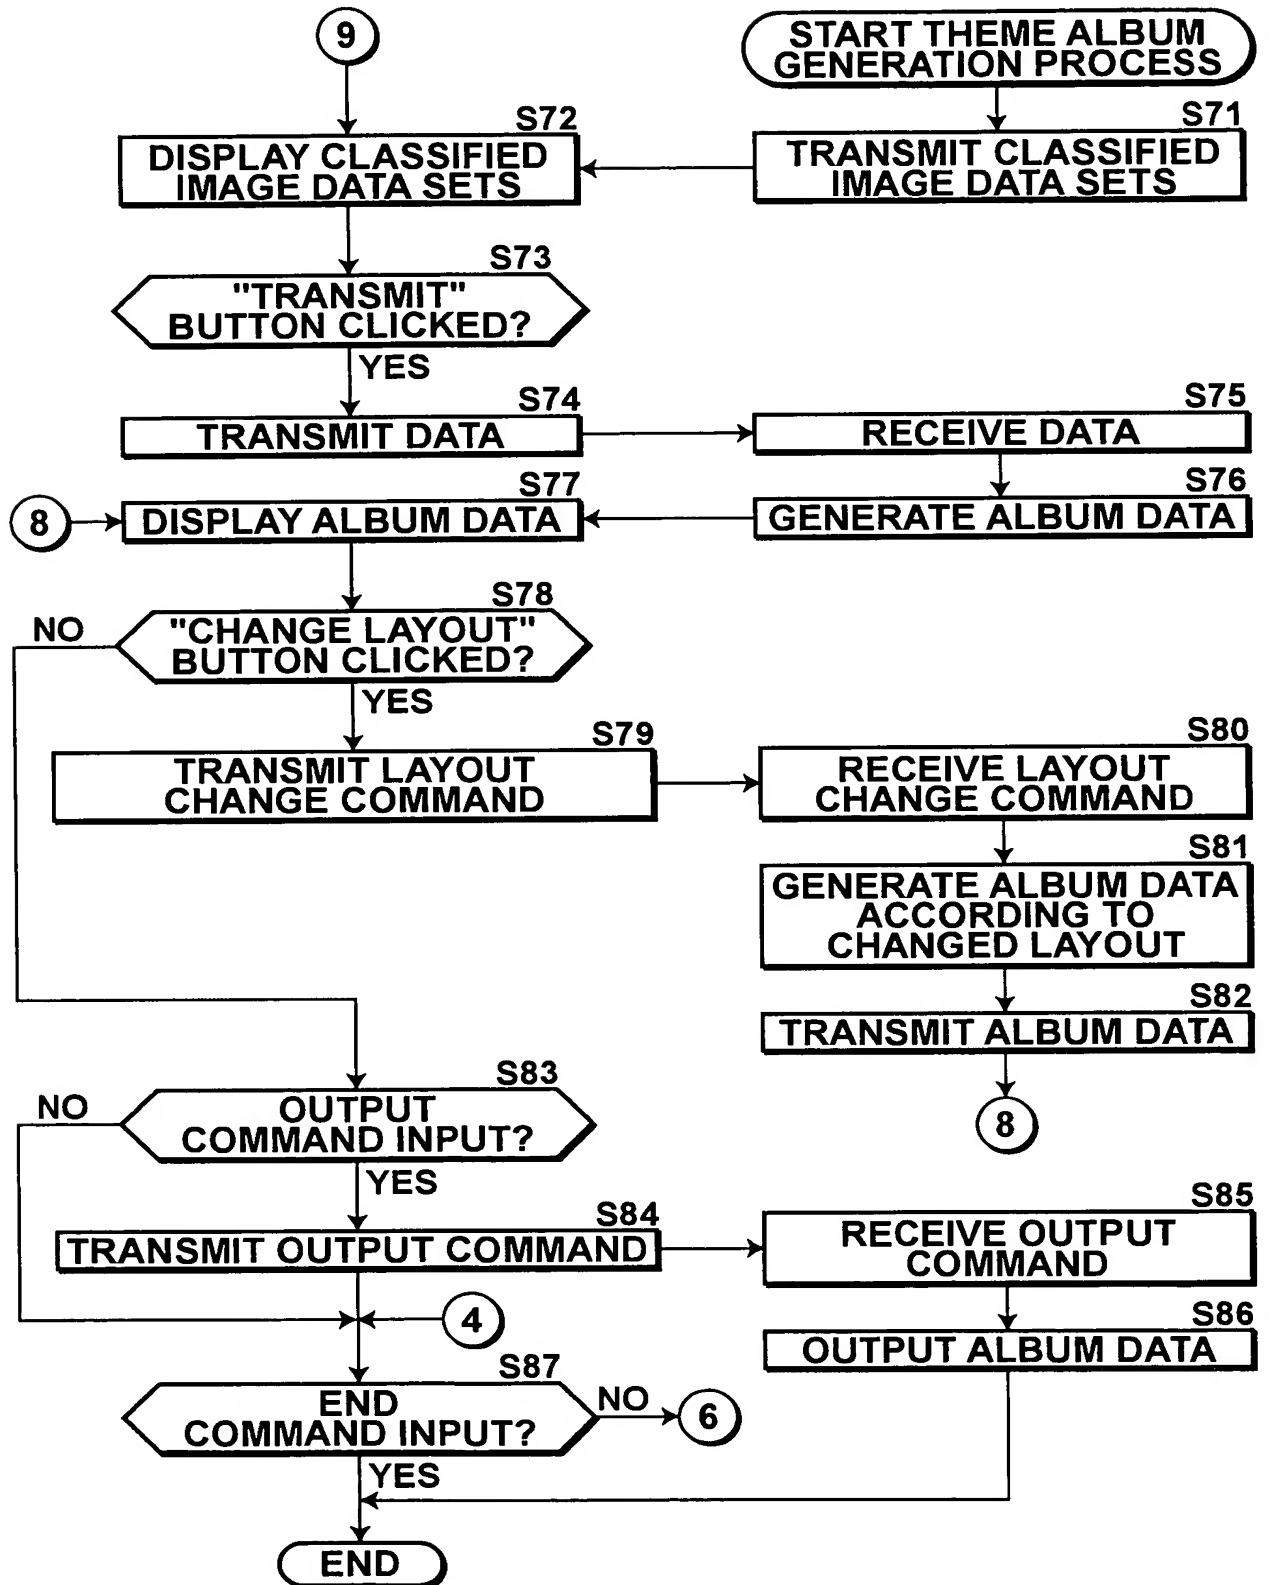 9
START THEME ALBUM
GENERATION PROCESS
S72
DISPLAY CLASSIFIED
IMAGE DATA SETS
S71
TRANSMIT CLASSIFIED
IMAGE DATA SETS
S73
"TRANSMIT"
BUTTON CLICKED?
YES
S74
TRANSMIT DATA
S75
RECEIVE DATA
S77
8
DISPLAY ALBUM DATA
S76
GENERATE ALBUM DATA
S78
NO
"CHANGE LAYOUT"
BUTTON CLICKED?
YES
S79
TRANSMIT LAYOUT
CHANGE COMMAND
S80
RECEIVE LAYOUT
CHANGE COMMAND
S81
GENERATE ALBUM DATA
ACCORDING TO
CHANGED LAYOUT
S82
TRANSMIT ALBUM DATA
8
S83
NO
OUTPUT
COMMAND INPUT?
YES
S84
TRANSMIT OUTPUT COMMAND
S85
RECEIVE OUTPUT
COMMAND
4
S86
OUTPUT ALBUM DATA
S87
END
COMMAND INPUT?
NO
6
YES
END